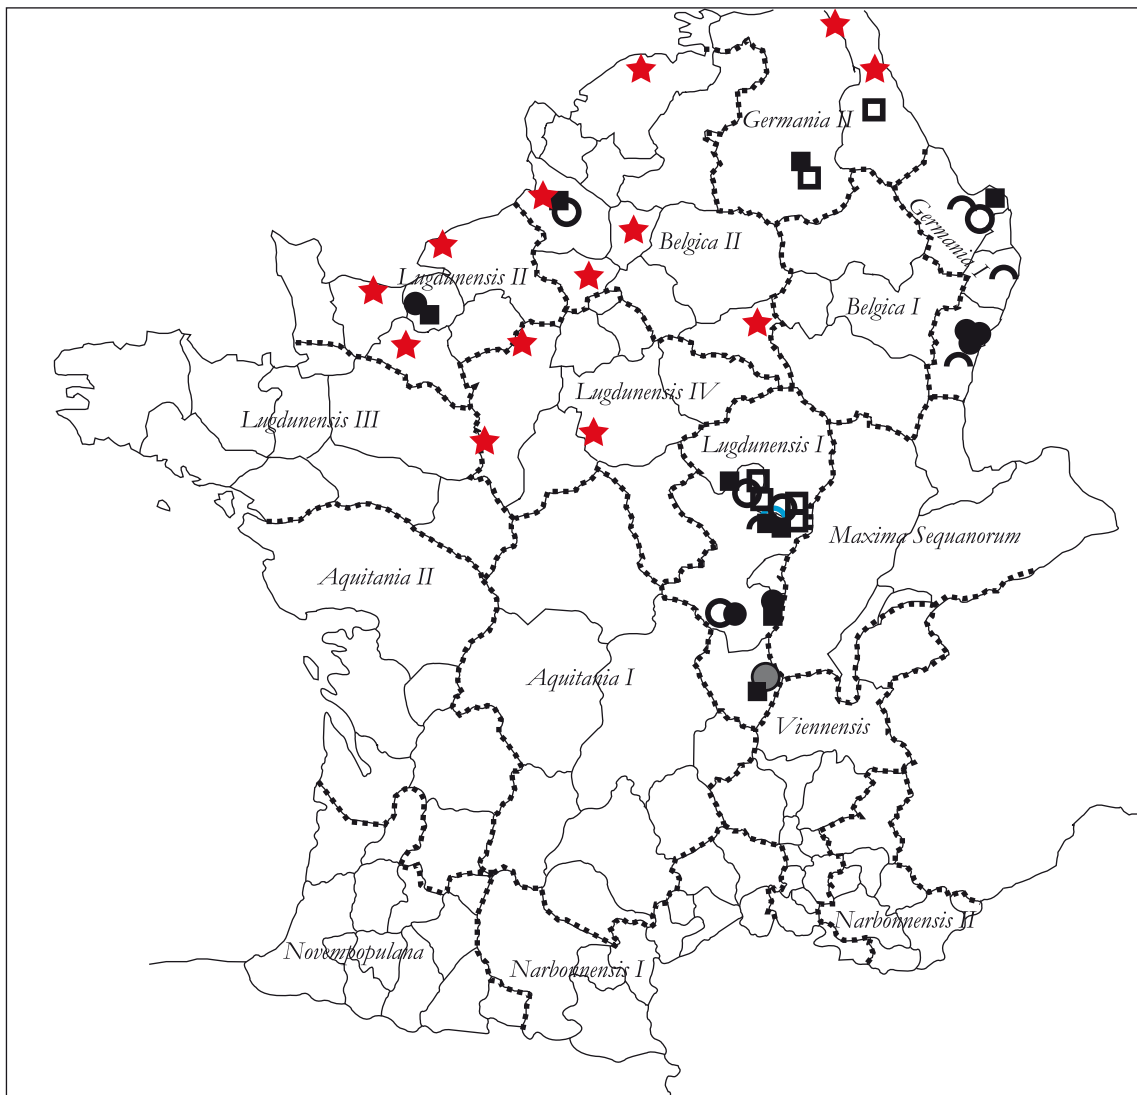 Germania II
Germania I
Belgica II
Lugdunensis II
Belgica I
Lugdunensis IV
Lugdunensis III
Lugdunensis I
Maxima Sequanorum
Aquitania II
Aquitania I
Viennensis
Narbonnensis II
Novempopulana
Narbonnensis I